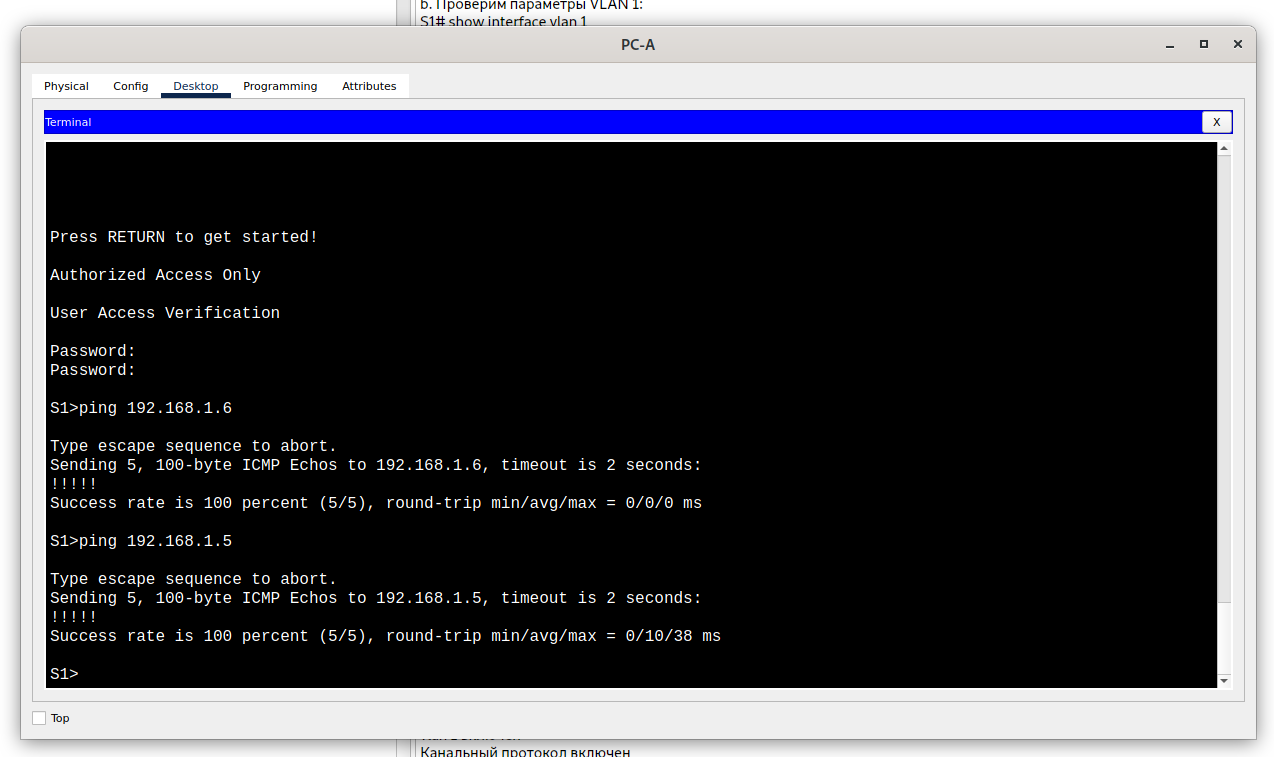 b. Проверим параметры VLAN 1:
S1# show interface vlan 1
PC-A
Physical Config Desktop Programming Attributes
Terminal X
Press RETURN to get started!
Authorized Access Only
User Access Verification
Password:
Password:
S1>ping 192.168.1.6
Type escape sequence to abort.
Sending 5, 100-byte ICMP Echos to 192.168.1.6, timeout is 2 seconds:
!!!!!
Success rate is 100 percent (5/5), round-trip min/avg/max = 0/0/0 ms
S1>ping 192.168.1.5
Type escape sequence to abort.
Sending 5, 100-byte ICMP Echos to 192.168.1.5, timeout is 2 seconds:
!!!!!
Success rate is 100 percent (5/5), round-trip min/avg/max = 0/10/38 ms
S1>
Top
Канальный протокол включен